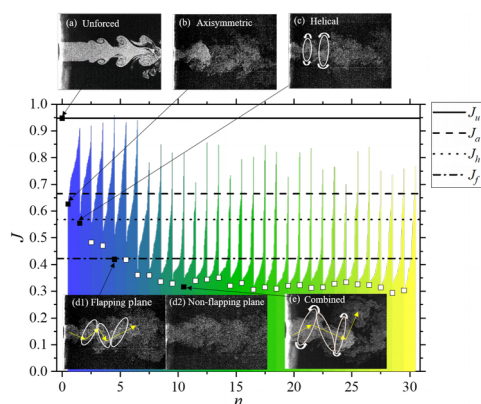 (a) Unforced
(b) Axisymmetric
(c) Helical
1.0
0.9
0.8
0.7
0.6
0.5
0.4
0.3
0.2
0.1
0.0
J
J_u
J_a
J_h
J_f
(d1) Flapping plane
(d2) Non-flapping plane
(e) Combined
0 5 10 15 20 25 30
n